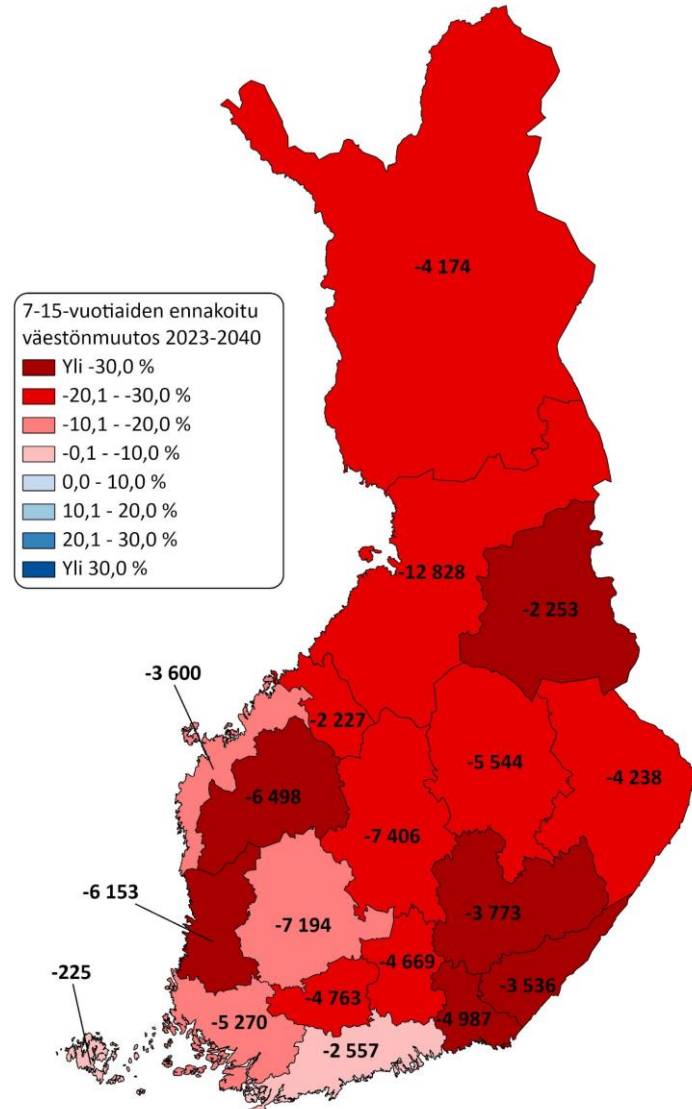 -4 174
7-15-vuotiaiden ennakoitu
väestönmuutos 2023-2040
Yli -30,0 %
-20,1 - -30,0 %
-10,1 - -20,0 %
-0,1 - -10,0 %
0,0 - 10,0 %
10,1 - 20,0 %
20,1 - 30,0 %
Yli 30,0 %
-12 828
-2 253
-3 600
-2 227
-5 544
-4 238
-6 498
-7 406
-6 153
-7 194
-3 773
-4 669
-225
-3 536
-4 763
-4 987
-5 270
-2 557